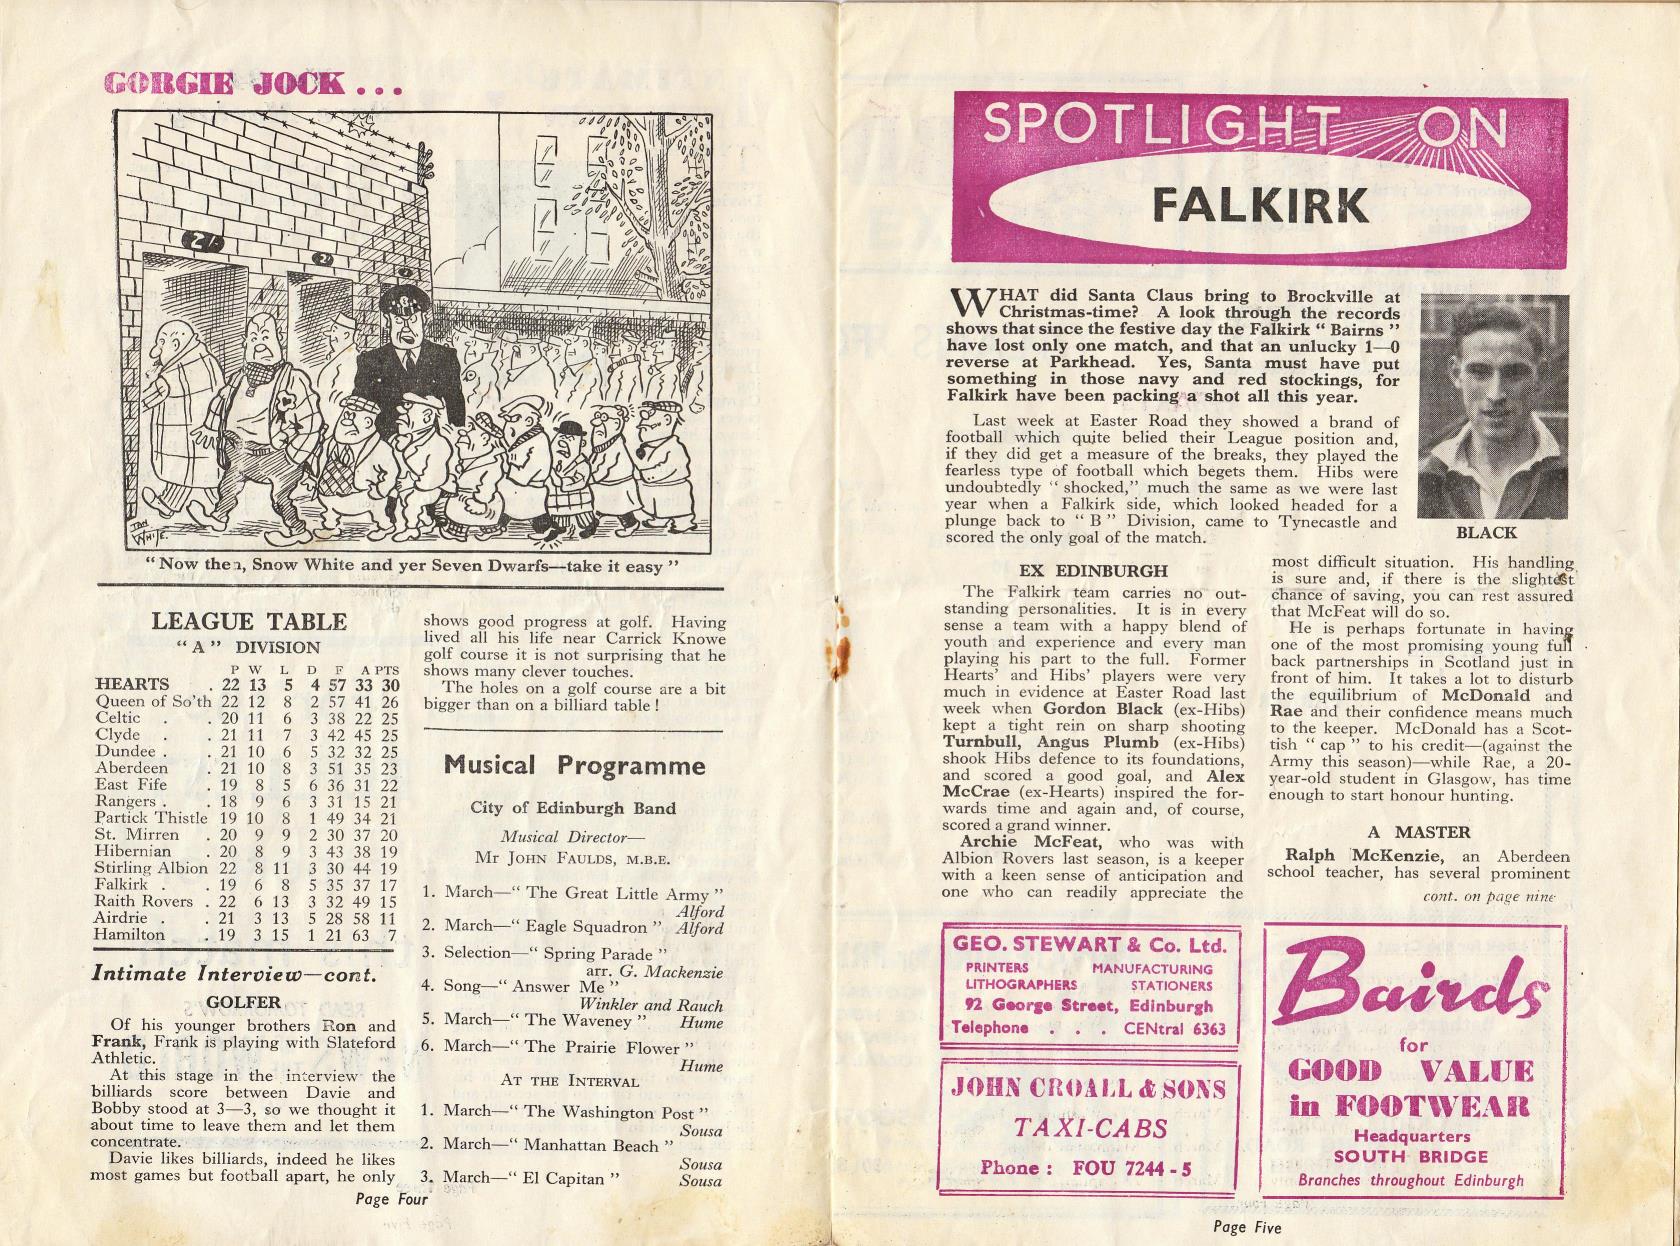 GORGIE JOCK . . .
2/-
2/-
JAN
WHITE.
" Now then, Snow White and yer Seven Dwarfs—take it easy "
LEAGUE TABLE
" A " DIVISION
P W L D F A PTS
HEARTS . 22 13 5 4 57 33 30
Queen of So'th 22 12 8 2 57 41 26
Celtic . . 20 11 6 3 38 22 25
Clyde . . 21 11 7 3 42 45 25
Dundee . . 21 10 6 5 32 32 25
Aberdeen . 21 10 8 3 51 35 23
East Fife . 19 8 5 6 36 31 22
Rangers . . 18 9 6 3 31 15 21
Partick Thistle 19 10 8 1 49 34 21
St. Mirren . 20 9 9 2 30 37 20
Hibernian . 20 8 9 3 43 38 19
Stirling Albion 22 8 11 3 30 44 19
Falkirk . . 19 6 8 5 35 37 17
Raith Rovers . 22 6 13 3 32 49 15
Airdrie . . 21 3 13 5 28 58 11
Hamilton . 19 3 15 1 21 63 7
Intimate Interview—cont.
GOLFER
Of his younger brothers Ron and
Frank, Frank is playing with Slateford
Athletic.
At this stage in the interview the
billiards score between Davie and
Bobby stood at 3—3, so we thought it
about time to leave them and let them
concentrate.
Davie likes billiards, indeed he likes
most games but football apart, he only
shows good progress at golf. Having
lived all his life near Carrick Knowe
golf course it is not surprising that he
shows many clever touches.
The holes on a golf course are a bit
bigger than on a billiard table !
Musical Programme
City of Edinburgh Band
Musical Director—
Mr JOHN FAULDS, M.B.E.
1. March—" The Great Little Army "
Alford
2. March—" Eagle Squadron " Alford
3. Selection—" Spring Parade "
arr. G. Mackenzie
4. Song—" Answer Me "
Winkler and Rauch
5. March—" The Waveney " Hume
6. March—" The Prairie Flower "
Hume
AT THE INTERVAL
1. March—" The Washington Post "
Sousa
2. March—" Manhattan Beach "
Sousa
3. March—" El Capitan " Sousa
Page Four
SPOTLIGHT ON
FALKIRK
WHAT did Santa Claus bring to Brockville at
Christmas-time? A look through the records
shows that since the festive day the Falkirk " Bairns "
have lost only one match, and that an unlucky 1—0
reverse at Parkhead. Yes, Santa must have put
something in those navy and red stockings, for
Falkirk have been packing a shot all this year.
Last week at Easter Road they showed a brand of
football which quite belied their League position and,
if they did get a measure of the breaks, they played the
fearless type of football which begets them. Hibs were
undoubtedly " shocked," much the same as we were last
year when a Falkirk side, which looked headed for a
plunge back to " B " Division, came to Tynecastle and
scored the only goal of the match.
BLACK
EX EDINBURGH
The Falkirk team carries no out-
standing personalities. It is in every
sense a team with a happy blend of
youth and experience and every man
playing his part to the full. Former
Hearts' and Hibs' players were very
much in evidence at Easter Road last
week when Gordon Black (ex-Hibs)
kept a tight rein on sharp shooting
Turnbull, Angus Plumb (ex-Hibs)
shook Hibs defence to its foundations,
and scored a good goal, and Alex
McCrae (ex-Hearts) inspired the for-
wards time and again and, of course,
scored a grand winner.
Archie McFeat, who was with
Albion Rovers last season, is a keeper
with a keen sense of anticipation and
one who can readily appreciate the
most difficult situation. His handling
is sure and, if there is the slightest
chance of saving, you can rest assured
that McFeat will do so.
He is perhaps fortunate in having
one of the most promising young full
back partnerships in Scotland just in
front of him. It takes a lot to disturb
the equilibrium of McDonald and
Rae and their confidence means much
to the keeper. McDonald has a Scot-
tish " cap " to his credit—(against the
Army this season)—while Rae, a 20-
year-old student in Glasgow, has time
enough to start honour hunting.
A MASTER
Ralph McKenzie, an Aberdeen
school teacher, has several prominent
cont. on page nine
GEO. STEWART & Co. Ltd.
PRINTERS MANUFACTURING
LITHOGRAPHERS STATIONERS
92 George Street, Edinburgh
Telephone . . . CENtral 6363
JOHN CROALL & SONS
TAXI-CABS
Phone : FOU 7244 - 5
Bairds
for
GOOD VALUE
in FOOTWEAR
Headquarters
SOUTH BRIDGE
Branches throughout Edinburgh
Page Five